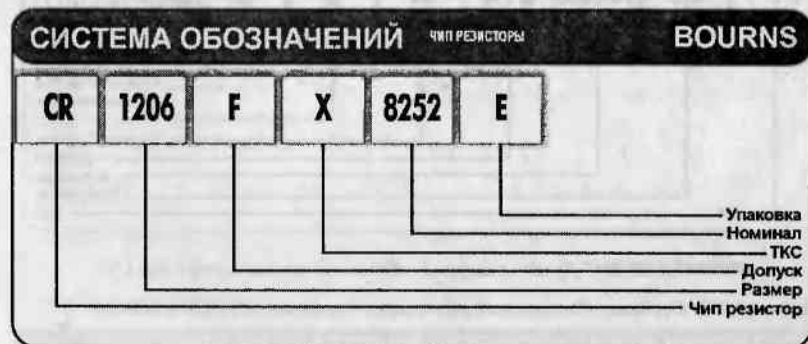 СИСТЕМА ОБОЗНАЧЕНИЙ ЧИП РЕЗИСТОРЫ BOURNS
CR 1206 F X 8252 E
Упаковка
Номинал
ТКС
Допуск
Размер
Чип резистор